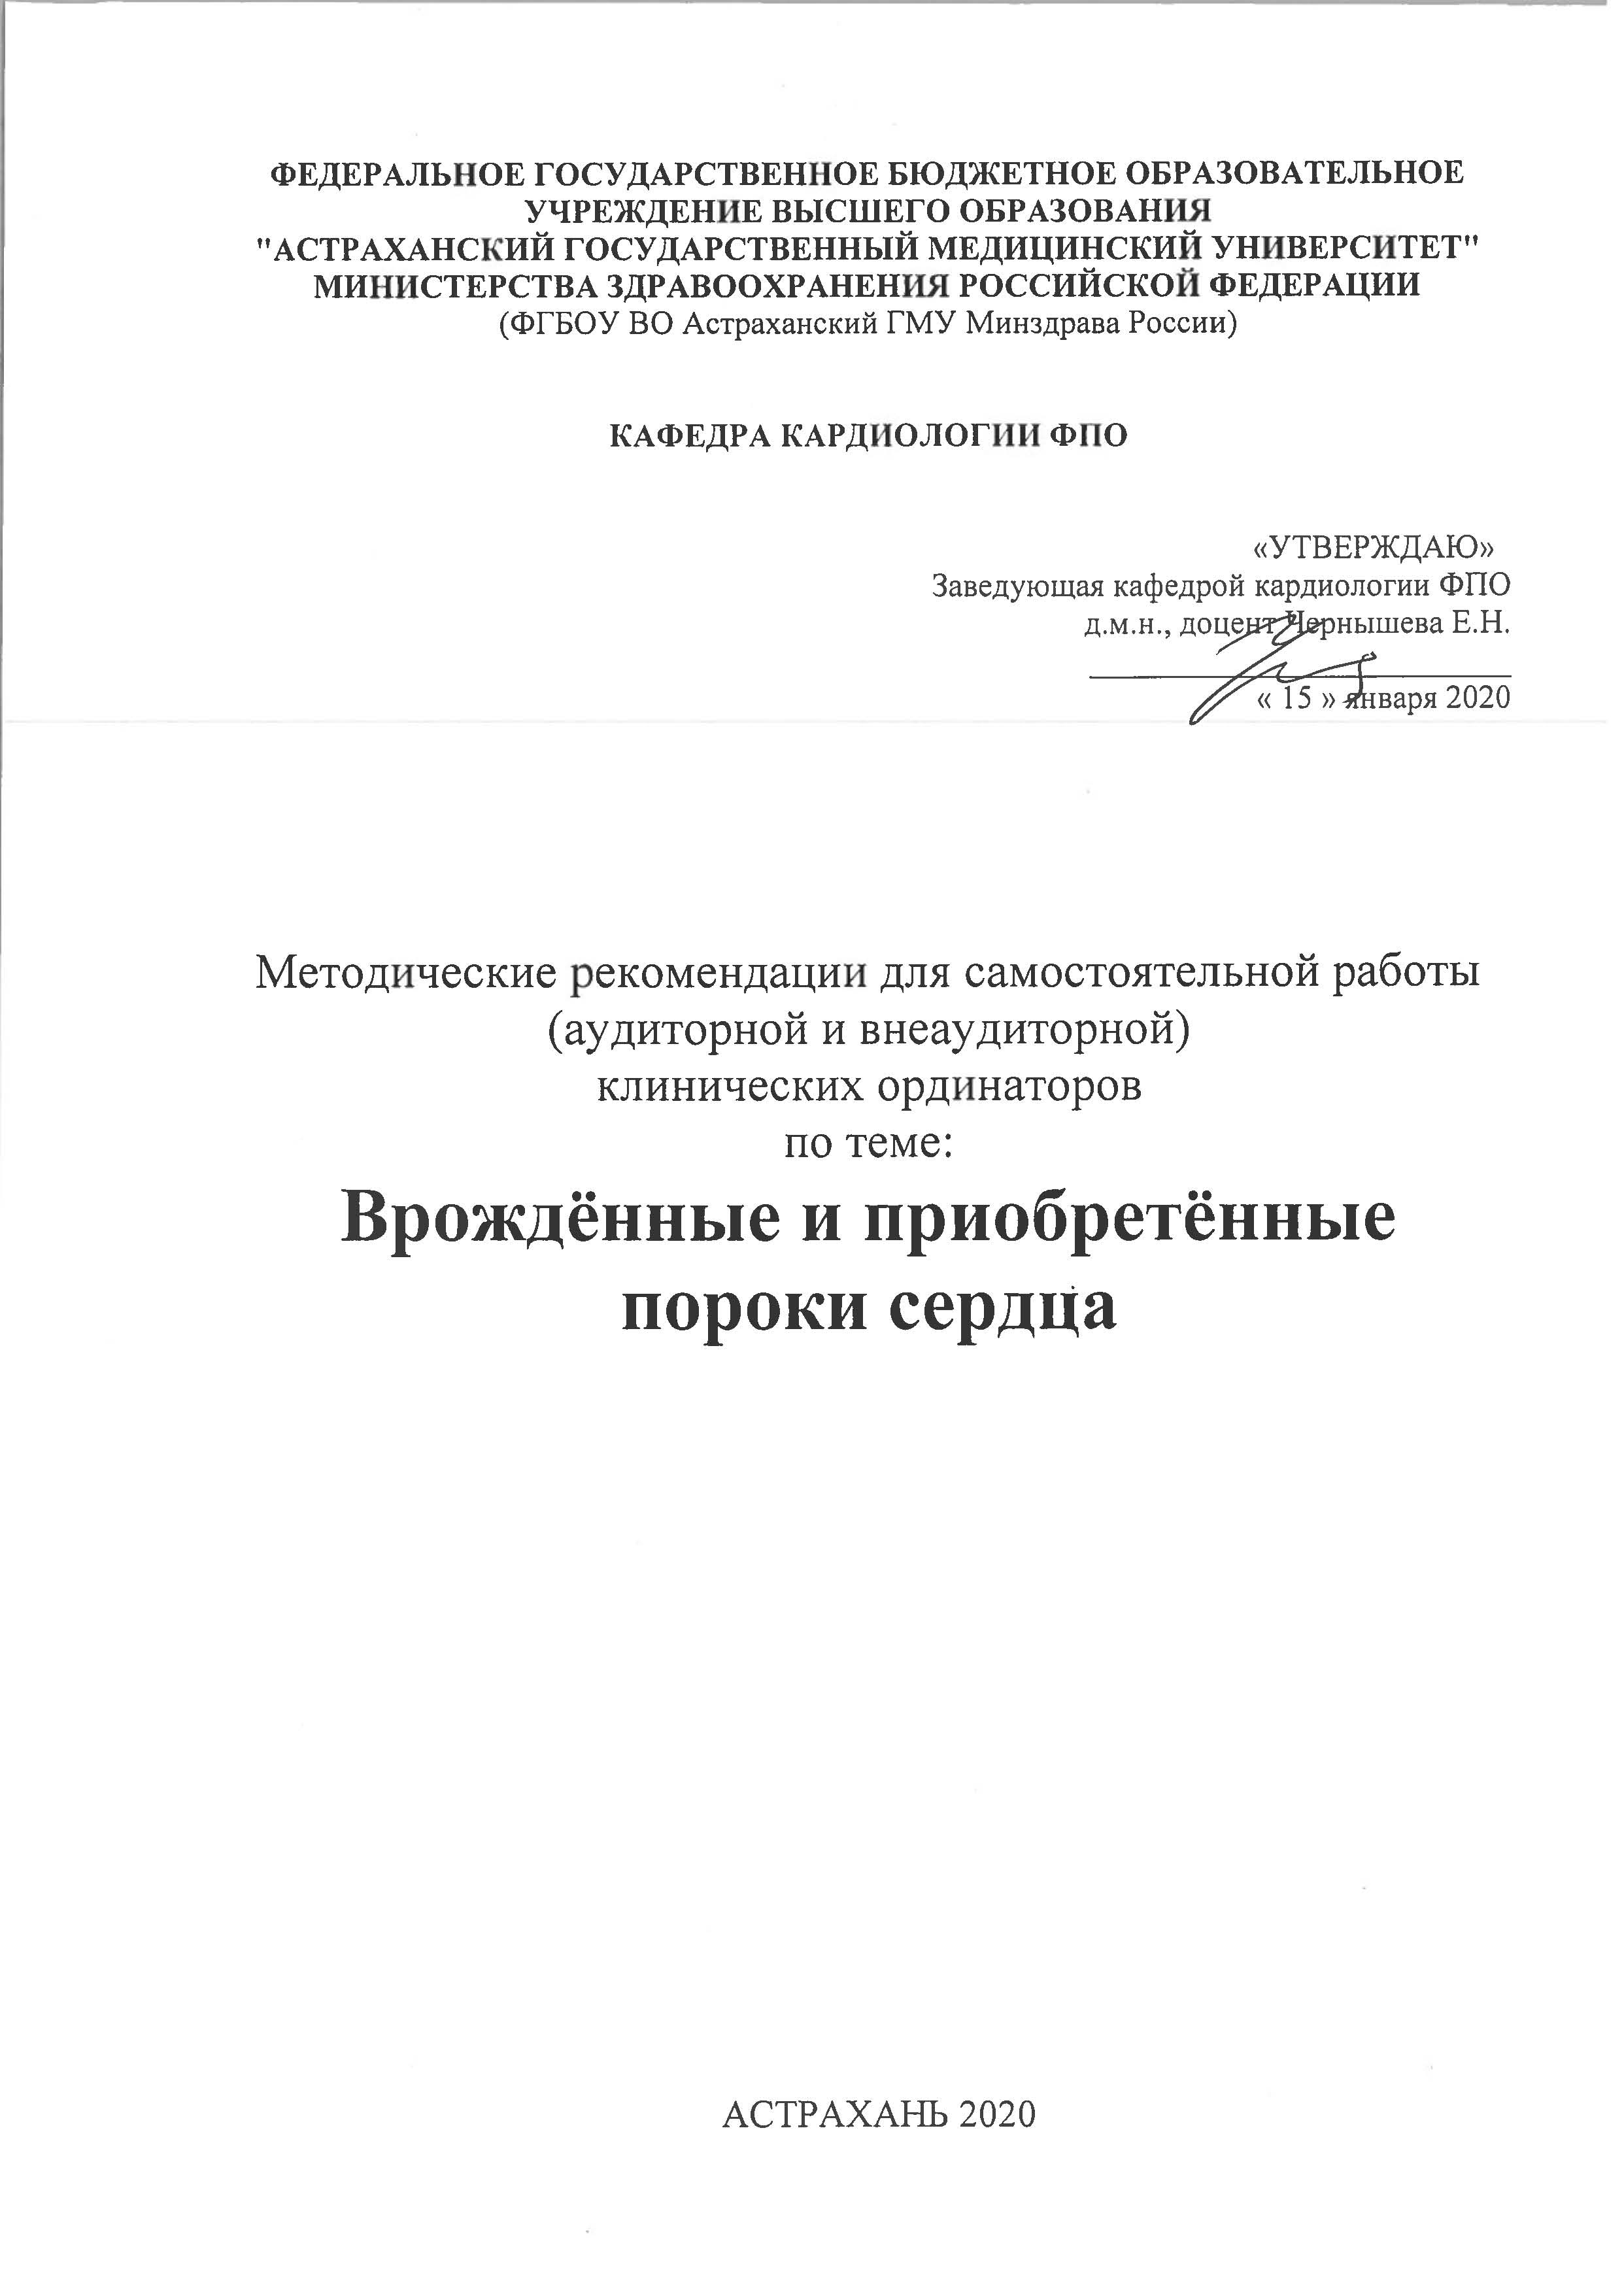 ФЕДЕРАЛЬНОЕ ГОСУДАРСТВЕННОЕ БЮДЖЕТНОЕ ОБРАЗОВАТЕЛЬНОЕ
УЧРЕЖДЕНИЕ ВЫСШЕГО ОБРАЗОВАНИЯ
"АСТРАХАНСКИЙ ГОСУДАРСТВЕННЫЙ МЕДИЦИНСКИЙ УНИВЕРСИТЕТ"
МИНИСТЕРСТВА ЗДРАВООХРАНЕНИЯ РОССИЙСКОЙ ФЕДЕРАЦИИ
(ФГБОУ ВО Астраханский ГМУ Минздрава России)
КАФЕДРА КАРДИОЛОГИИ ФПО
«УТВЕРЖДАЮ»
Заведующая кафедрой кардиологии ФПО
д.м.н., доцент Чернышева Е.Н.
« 15 » января 2020
Методические рекомендации для самостоятельной работы
(аудиторной и внеаудиторной)
клинических ординаторов
по теме:
Врождённые и приобретённые
пороки сердца
АСТРАХАНЬ 2020